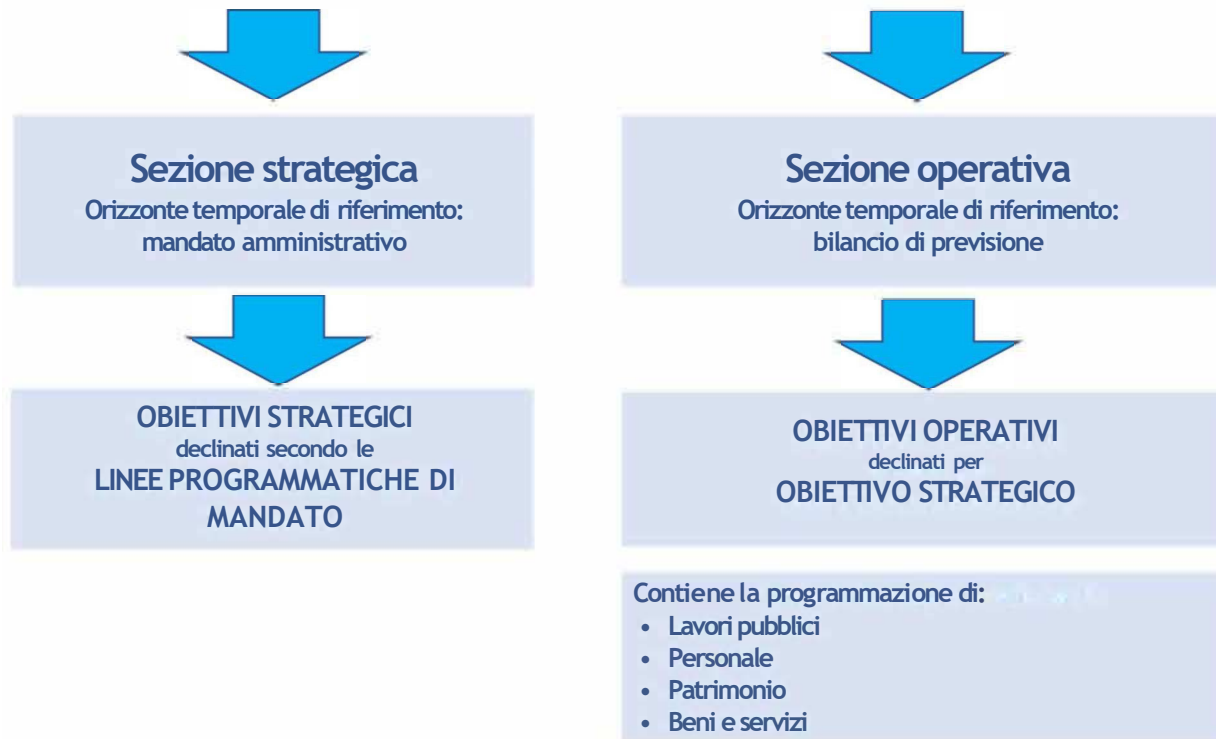 Sezione strategica
Orizzonte temporale di riferimento:
mandato amministrativo
OBIETTIVI STRATEGICI
declinati secondo le
LINEE PROGRAMMATICHE DI
MANDATO
Sezione operativa
Orizzonte temporale di riferimento:
bilancio di previsione
OBIETTIVI OPERATIVI
declinati per
OBIETTIVO STRATEGICO
Contiene la programmazione di:
• Lavori pubblici
• Personale
• Patrimonio
• Beni e servizi